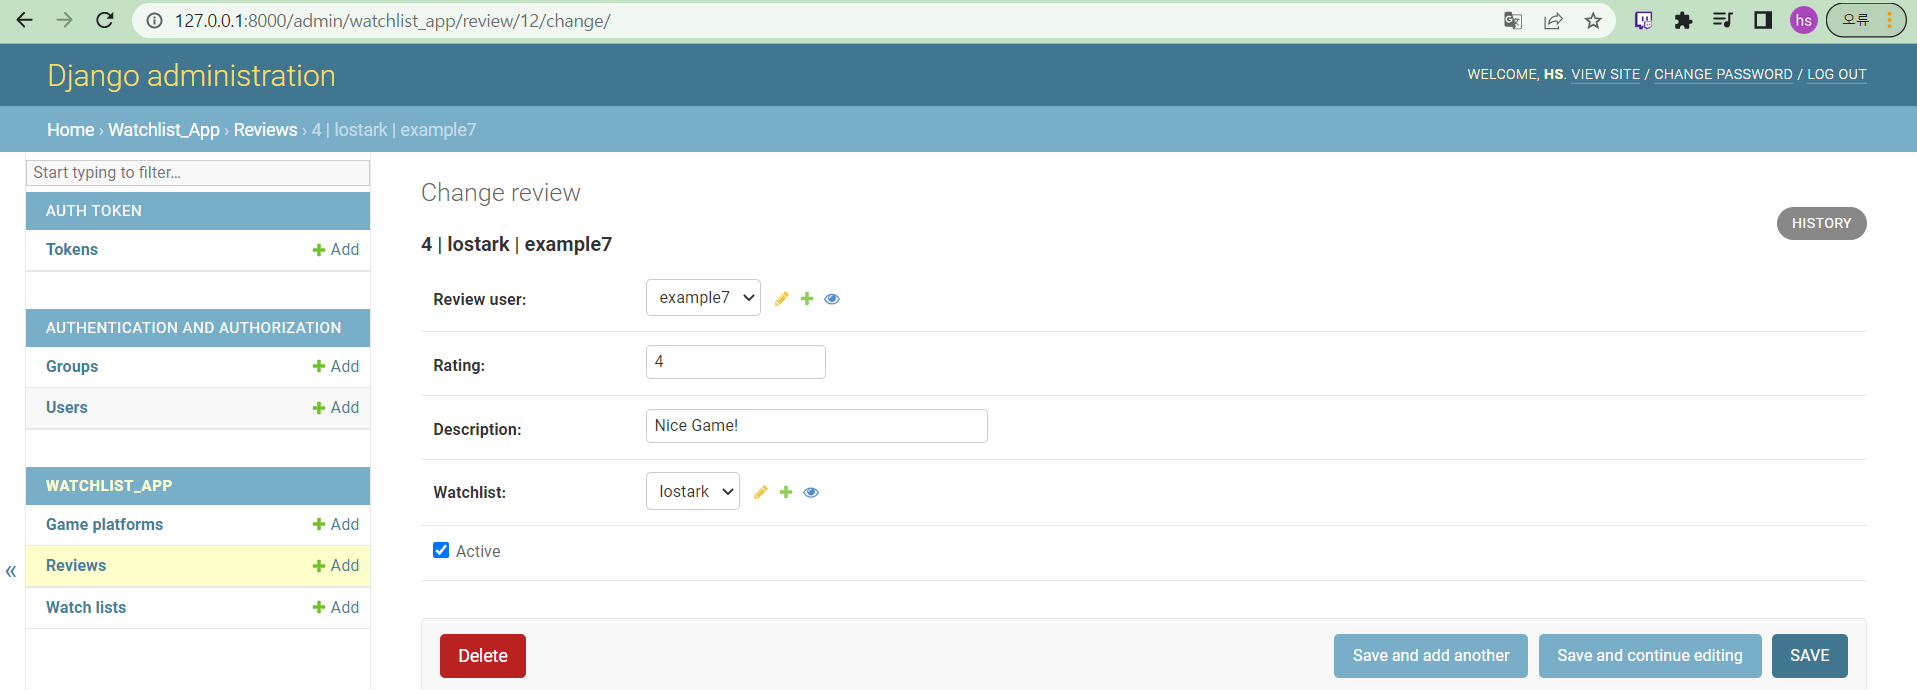 127.0.0.1:8000/admin/watchlist_app/review/12/change/
hs
오류
Django administration
WELCOME, HS. VIEW SITE / CHANGE PASSWORD / LOG OUT
Home › Watchlist_App › Reviews › 4 | lostark | example7
Start typing to filter...
AUTH TOKEN
Tokens + Add
AUTHENTICATION AND AUTHORIZATION
Groups + Add
Users + Add
WATCHLIST_APP
Game platforms + Add
Reviews + Add
Watch lists + Add
«
Change review
HISTORY
4 | lostark | example7
Review user: example7
Rating: 4
Description: Nice Game!
Watchlist: lostark
Active
Delete
Save and add another
Save and continue editing
SAVE